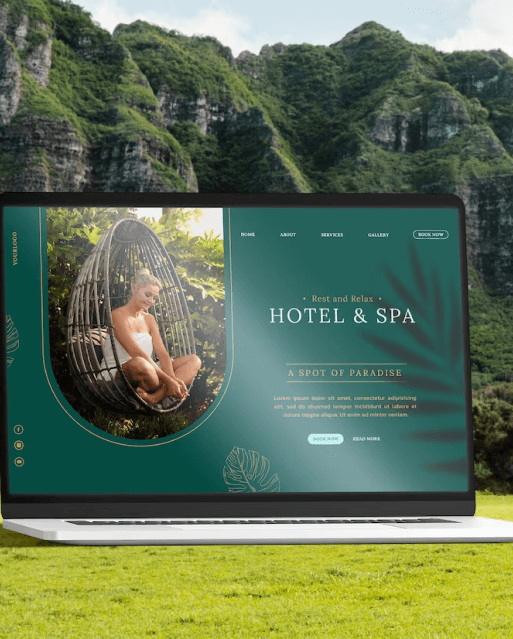 YOURLOGO
HOME ABOUT SERVICES GALLERY BOOK NOW
• Rest and Relax •
HOTEL & SPA
A SPOT OF PARADISE
Lorem ipsum dolor sit amet, consectetur adipiscing
elit, sed do eiusmod tempor incididunt ut labore et
dolore. Quis ut enim ad minim veniam.
BOOK NOW READ MORE